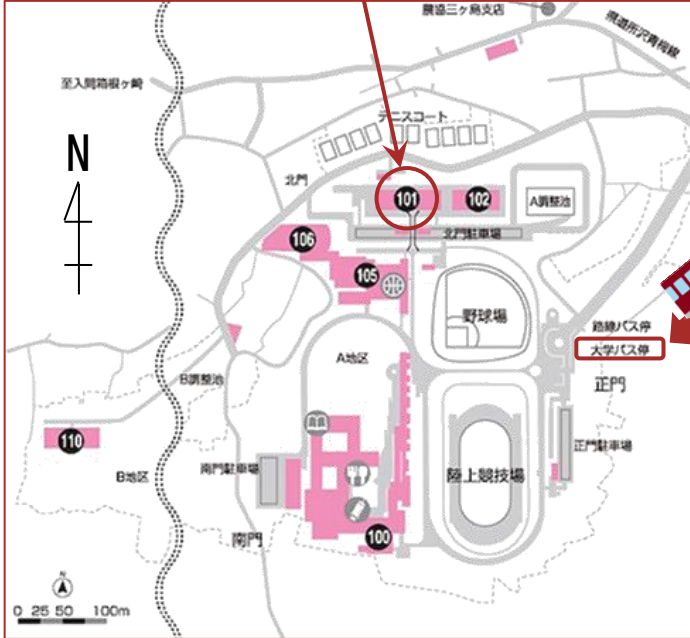 農協三ヶ島支店
県道所沢青梅線
至入間箱根ヶ崎
テニスコート
N
北門
101
102
A調整池
106
北門駐車場
105
野球場
路線バス停
大学バス停
A地区
B調整池
正門
110
B地区
南門駐車場
陸上競技場
正門駐車場
南門
100
N
0 25 50 100m